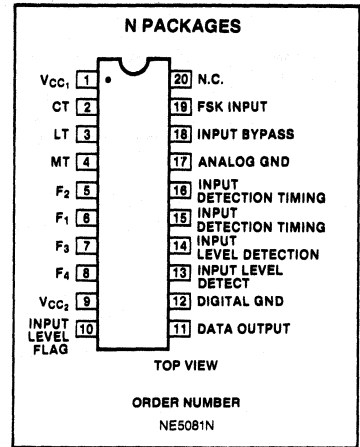 N PACKAGES
VCC1 1 20 N.C.
CT 2 19 FSK INPUT
LT 3 18 INPUT BYPASS
MT 4 17 ANALOG GND
F2 5 16 INPUT DETECTION TIMING
F1 6 15 INPUT DETECTION TIMING
F3 7 14 INPUT LEVEL DETECTION
F4 8 13 INPUT LEVEL DETECT
VCC2 9 12 DIGITAL GND
INPUT LEVEL FLAG 10 11 DATA OUTPUT
TOP VIEW
ORDER NUMBER
NE5081N